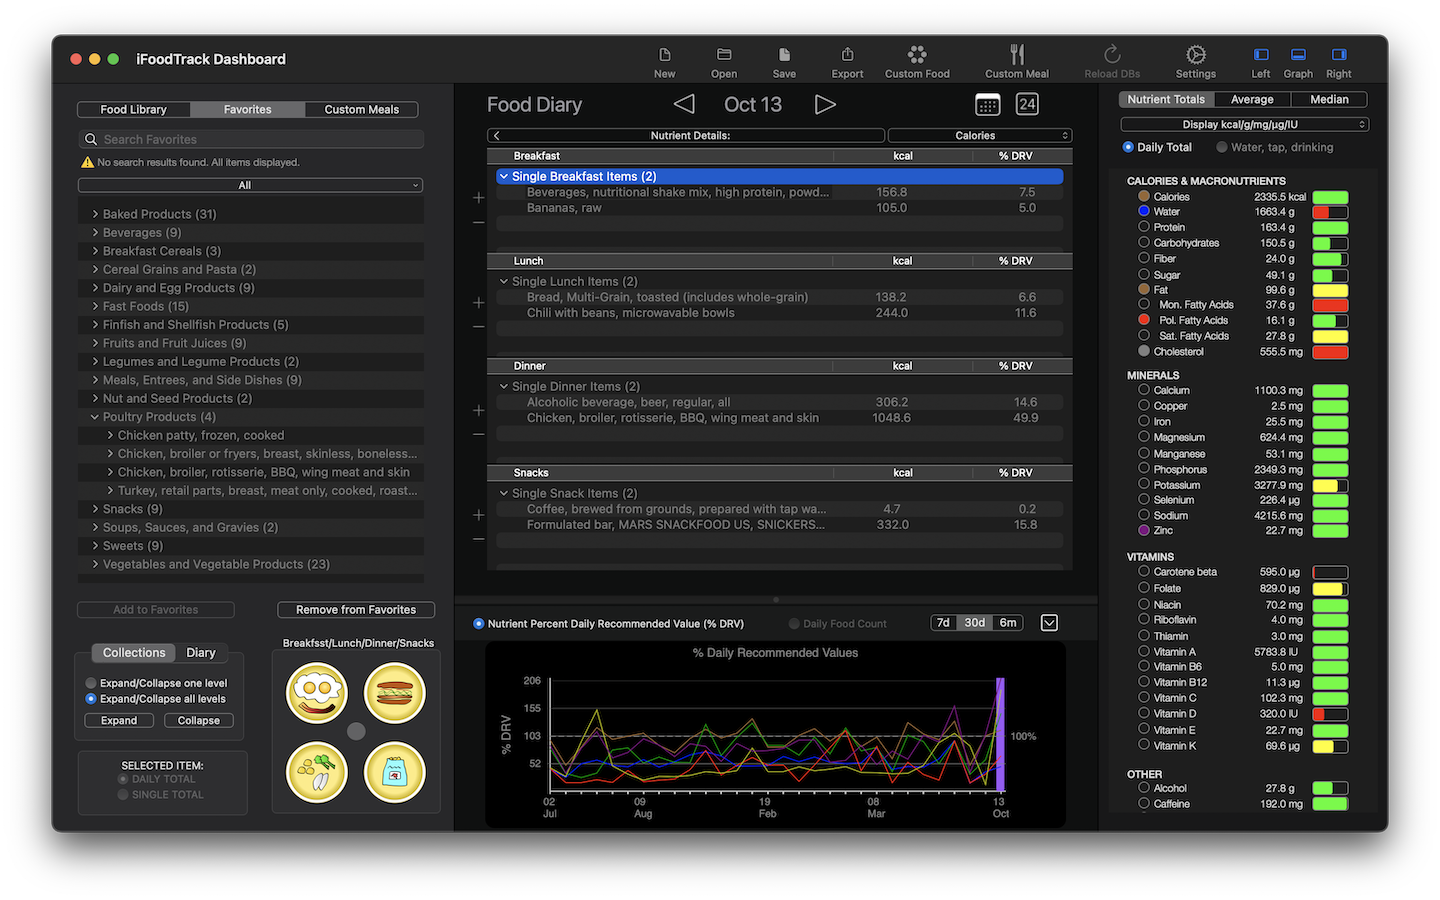 iFoodTrack Dashboard
New
Open
Save
Export
Custom Food
Custom Meal
Reload DBs
Settings
Left
Graph
Right
Food Library
Favorites
Custom Meals
Search Favorites
No search results found. All items displayed.
All
Baked Products (31)
Beverages (9)
Breakfast Cereals (3)
Cereal Grains and Pasta (2)
Dairy and Egg Products (9)
Fast Foods (15)
Finfish and Shellfish Products (5)
Fruits and Fruit Juices (9)
Legumes and Legume Products (2)
Meals, Entrees, and Side Dishes (9)
Nut and Seed Products (2)
Poultry Products (4)
Chicken patty, frozen, cooked
Chicken, broiler or fryers, breast, skinless, boneless...
Chicken, broiler, rotisserie, BBQ, wing meat and skin
Turkey, retail parts, breast, meat only, cooked, roast...
Snacks (9)
Soups, Sauces, and Gravies (2)
Sweets (9)
Vegetables and Vegetable Products (23)
Add to Favorites
Remove from Favorites
Collections
Diary
Expand/Collapse one level
Expand/Collapse all levels
Expand
Collapse
SELECTED ITEM:
DAILY TOTAL
SINGLE TOTAL
Breakfsst/Lunch/Dinner/Snacks
Food Diary
Oct 13
24
Nutrient Details:
Calories
Breakfast kcal % DRV
Single Breakfast Items (2)
Beverages, nutritional shake mix, high protein, powd... 156.8 7.5
Bananas, raw 105.0 5.0
Lunch kcal % DRV
Single Lunch Items (2)
Bread, Multi-Grain, toasted (includes whole-grain) 138.2 6.6
Chili with beans, microwavable bowls 244.0 11.6
Dinner kcal % DRV
Single Dinner Items (2)
Alcoholic beverage, beer, regular, all 306.2 14.6
Chicken, broiler, rotisserie, BBQ, wing meat and skin 1048.6 49.9
Snacks kcal % DRV
Single Snack Items (2)
Coffee, brewed from grounds, prepared with tap wa... 4.7 0.2
Formulated bar, MARS SNACKFOOD US, SNICKERS... 332.0 15.8
Nutrient Percent Daily Recommended Value (% DRV)
Daily Food Count
7d
30d
6m
% Daily Recommended Values
% DRV
206
155
103
52
100%
02
Jul
09
Aug
19
Feb
08
Mar
13
Oct
Nutrient Totals
Average
Median
Display kcal/g/mg/µg/IU
Daily Total
Water, tap, drinking
CALORIES & MACRONUTRIENTS
Calories 2335.5 kcal
Water 1663.4 g
Protein 163.4 g
Carbohydrates 150.5 g
Fiber 24.0 g
Sugar 49.1 g
Fat 99.6 g
Mon. Fatty Acids 37.6 g
Pol. Fatty Acids 16.1 g
Sat. Fatty Acids 27.8 g
Cholesterol 555.5 mg
MINERALS
Calcium 1100.3 mg
Copper 2.5 mg
Iron 25.5 mg
Magnesium 624.4 mg
Manganese 53.1 mg
Phosphorus 2349.3 mg
Potassium 3277.9 mg
Selenium 226.4 µg
Sodium 4215.6 mg
Zinc 22.7 mg
VITAMINS
Carotene beta 595.0 µg
Folate 829.0 µg
Niacin 70.2 mg
Riboflavin 4.0 mg
Thiamin 3.0 mg
Vitamin A 5783.8 IU
Vitamin B6 5.0 mg
Vitamin B12 11.3 µg
Vitamin C 102.3 mg
Vitamin D 320.0 IU
Vitamin E 22.7 mg
Vitamin K 69.6 µg
OTHER
Alcohol 27.8 g
Caffeine 192.0 mg